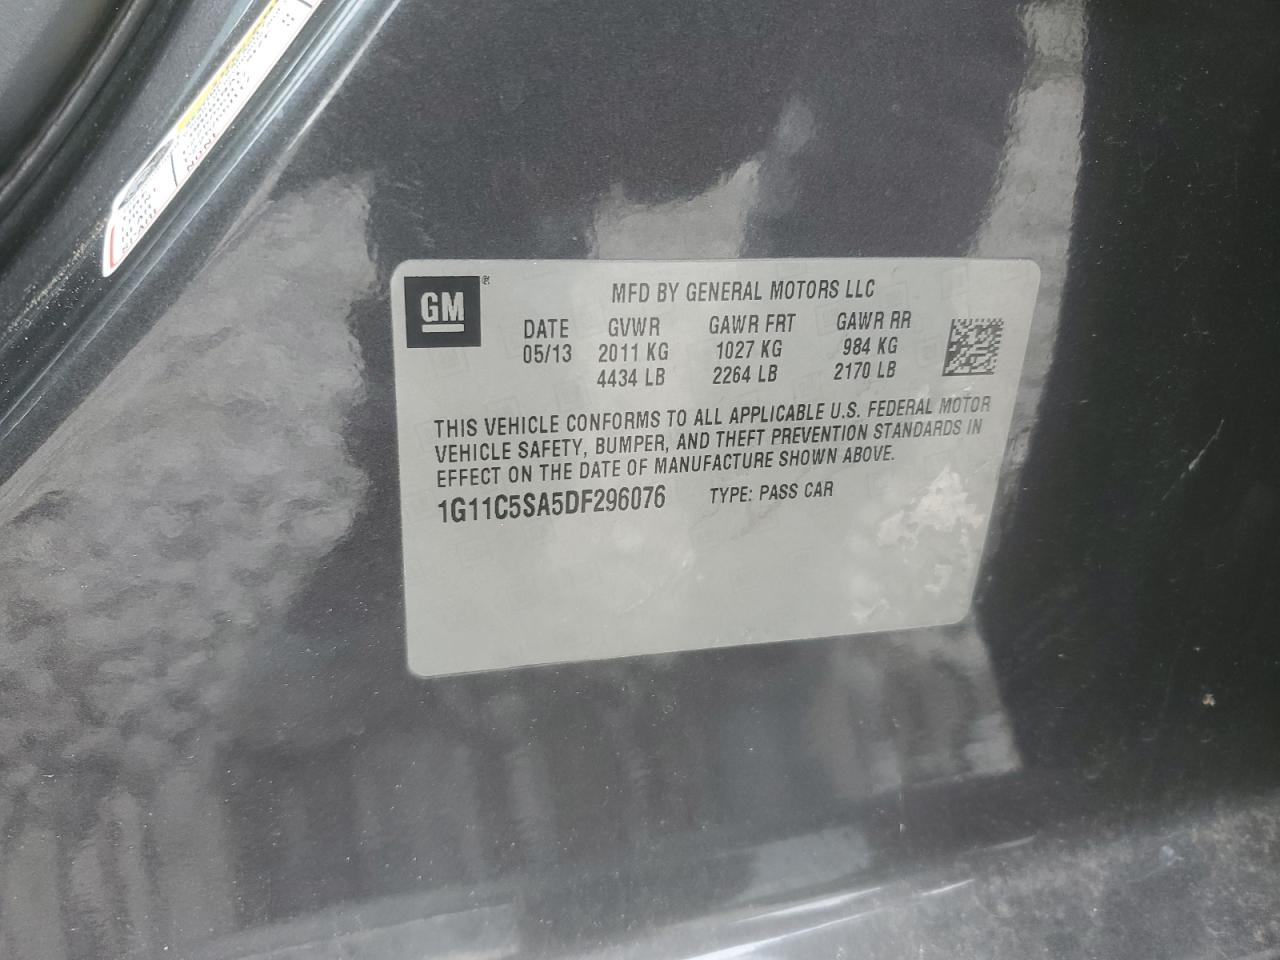 GM
MFD BY GENERAL MOTORS LLC
DATE GVWR GAWR FRT GAWR RR
05/13 2011 KG 1027 KG 984 KG
4434 LB 2264 LB 2170 LB
THIS VEHICLE CONFORMS TO ALL APPLICABLE U.S. FEDERAL MOTOR
VEHICLE SAFETY, BUMPER, AND THEFT PREVENTION STANDARDS IN
EFFECT ON THE DATE OF MANUFACTURE SHOWN ABOVE.
1G11C5SA5DF296076 TYPE: PASS CAR
NONE